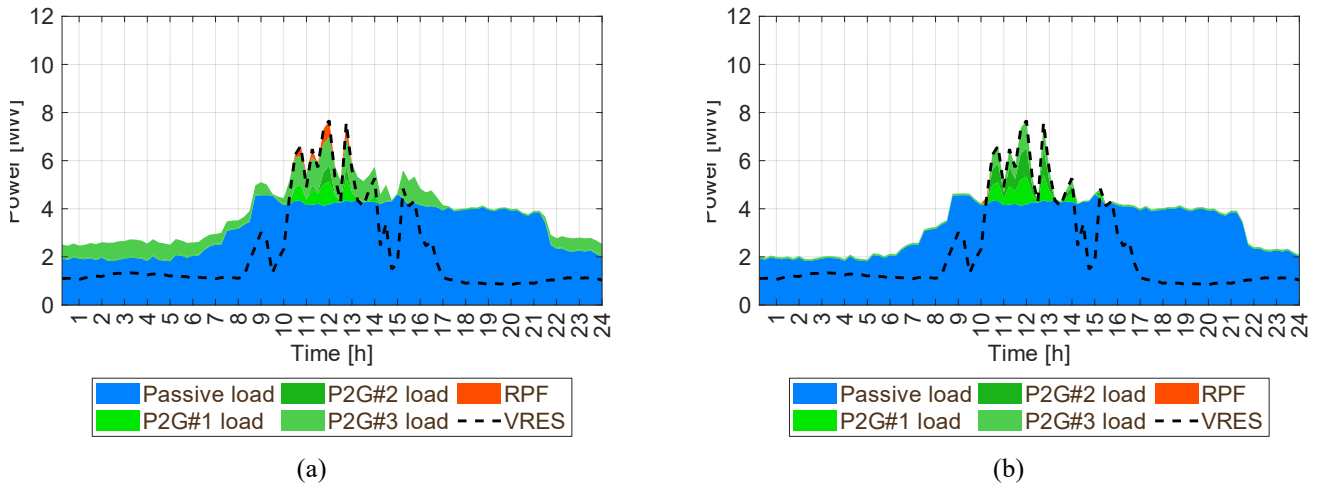 12
10
8
6
4
2
0
Power [MW]
1 2 3 4 5 6 7 8 9 10 11 12 13 14 15 16 17 18 19 20 21 22 23 24
Time [h]
Passive load P2G#2 load RPF
P2G#1 load P2G#3 load VRES
(a)
12
10
8
6
4
2
0
Power [MW]
1 2 3 4 5 6 7 8 9 10 11 12 13 14 15 16 17 18 19 20 21 22 23 24
Time [h]
Passive load P2G#2 load RPF
P2G#1 load P2G#3 load VRES
(b)